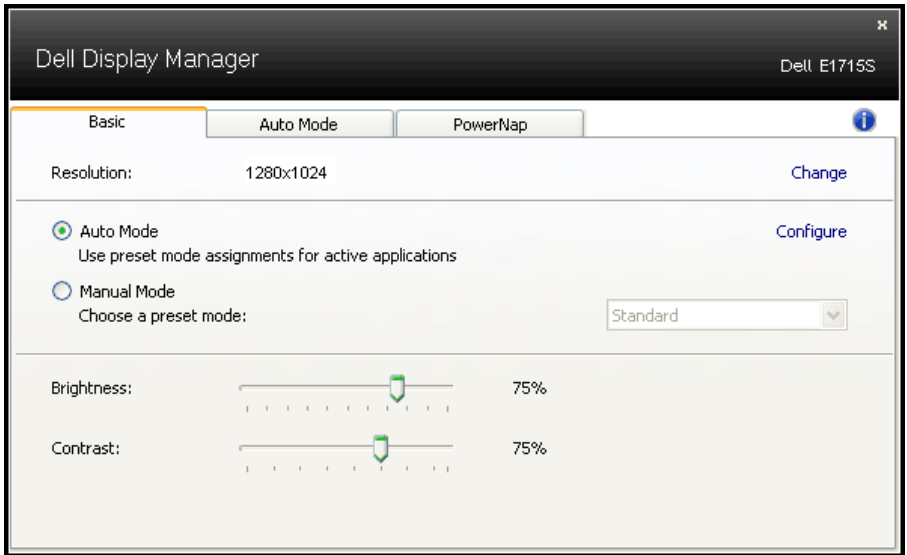 Dell Display Manager
Dell E1715S
Basic
Auto Mode
PowerNap
Resolution: 1280x1024 Change
Auto Mode Configure
Use preset mode assignments for active applications
Manual Mode
Choose a preset mode: Standard
Brightness: 75%
Contrast: 75%